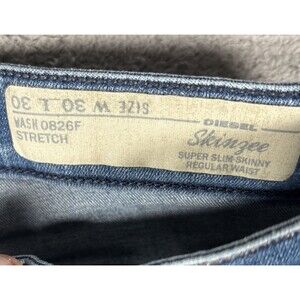 SIZE W 30 L 30
WASH 0826F
STRETCH
DIESEL
Skinzee
SUPER SLIM-SKINNY
REGULAR WAIST